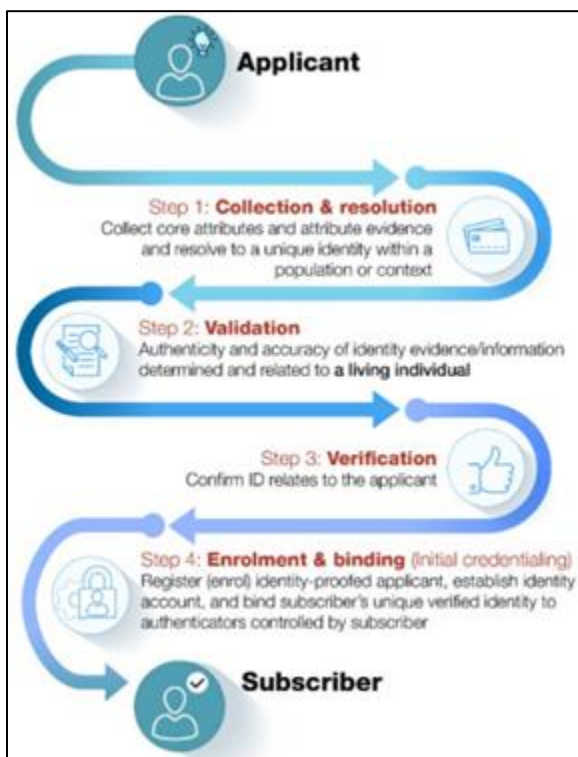 Applicant
Step 1: Collection & resolution
Collect core attributes and attribute evidence
and resolve to a unique identity within a
population or context
Step 2: Validation
Authenticity and accuracy of identity evidence/information
determined and related to a living individual
Step 3: Verification
Confirm ID relates to the applicant
Step 4: Enrolment & binding (Initial credentialing)
Register (enrol) identity-proofed applicant, establish identity
account, and bind subscriber's unique verified identity to
authenticators controlled by subscriber
Subscriber